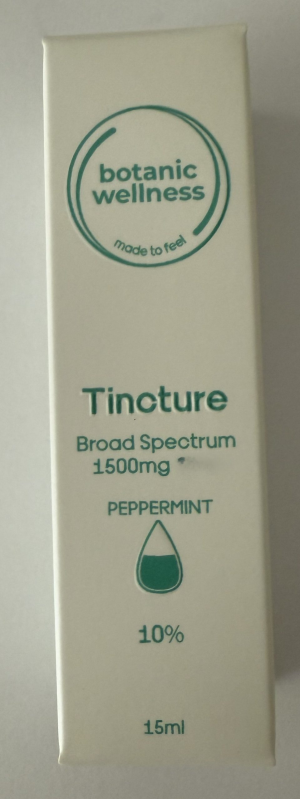 botanic
wellness
made to feel
Tincture
Broad Spectrum
1500mg
PEPPERMINT
10%
15ml